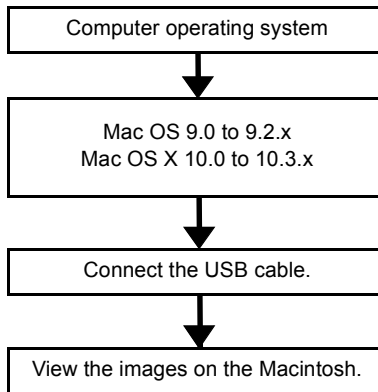 Computer operating system
Mac OS 9.0 to 9.2.x
Mac OS X 10.0 to 10.3.x
Connect the USB cable.
View the images on the Macintosh.